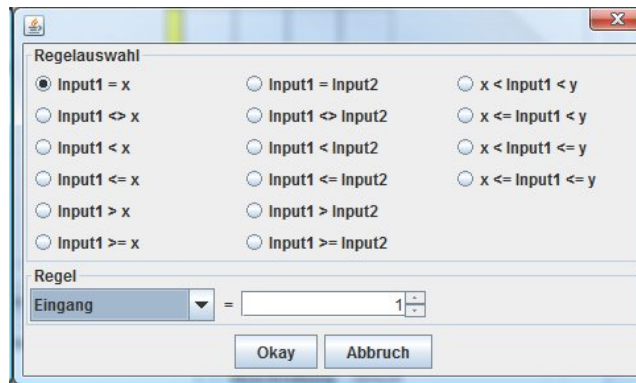 Regelauswahl
Input1 = x
Input1 = Input2
x < Input1 < y
Input1 <> x
Input1 <> Input2
x <= Input1 < y
Input1 < x
Input1 < Input2
x < Input1 <= y
Input1 <= x
Input1 <= Input2
x <= Input1 <= y
Input1 > x
Input1 > Input2
Input1 >= x
Input1 >= Input2
Regel
Eingang = 1
Okay Abbruch